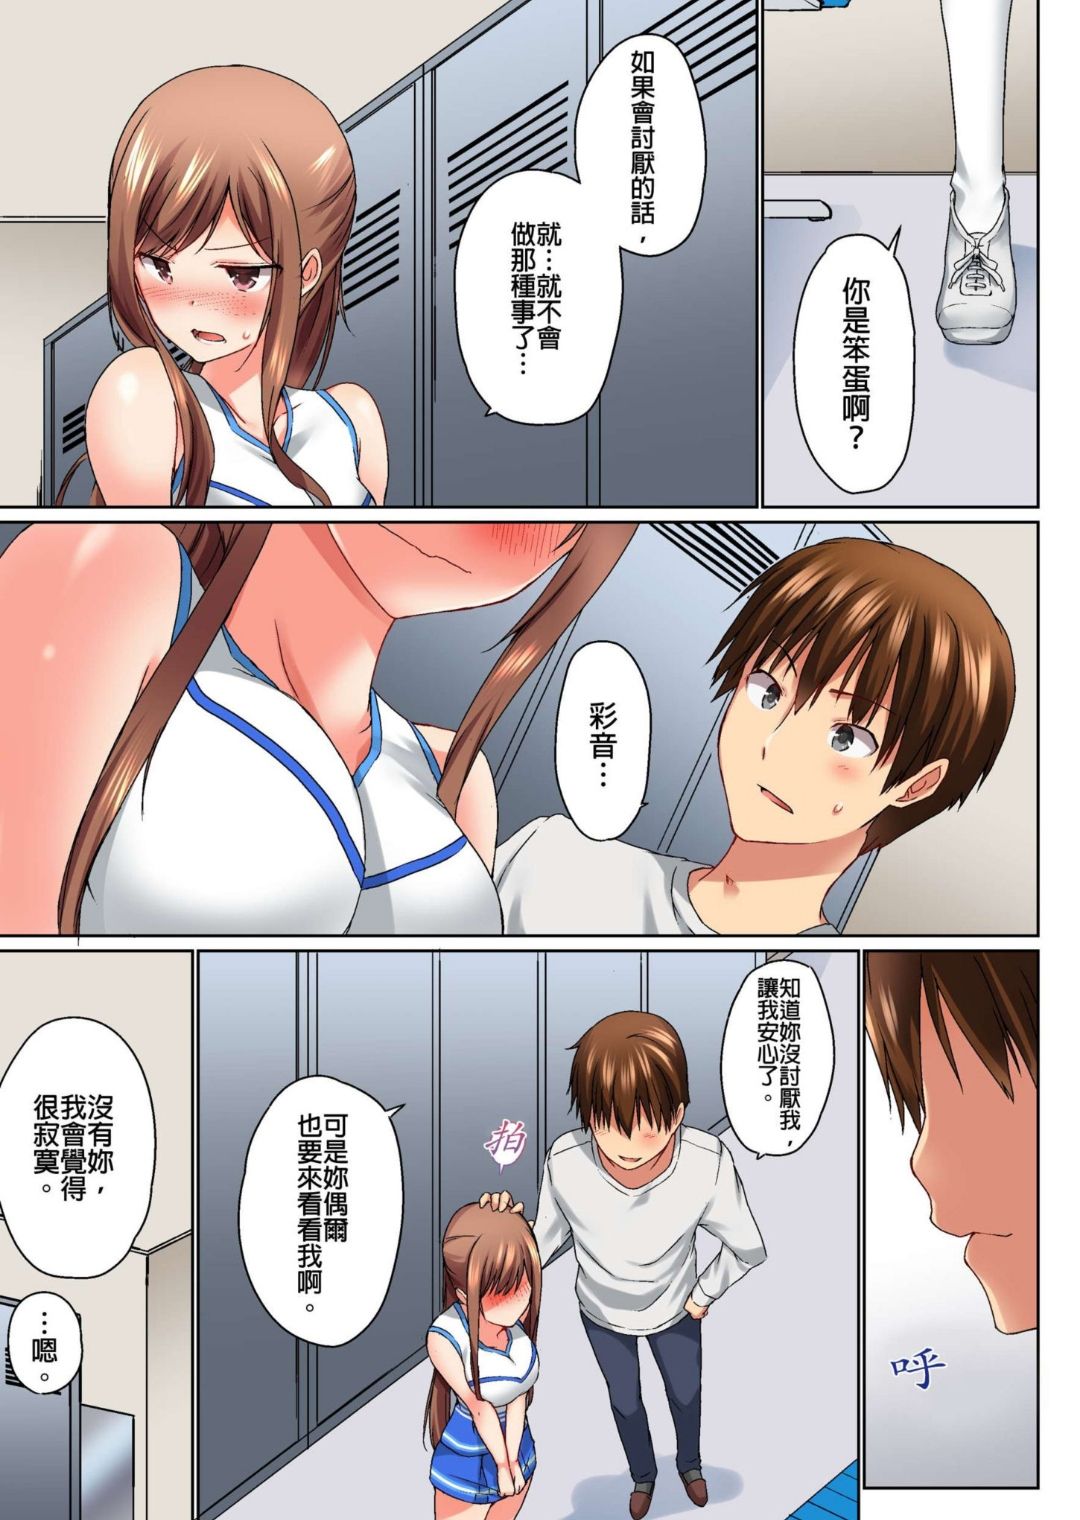 你是笨蛋啊？
如果會討厭的話，
就…就不會
做那種事了…
彩音…
呼
知道妳沒討厭我，
讓我安心了。
拍
可是妳偶爾
也要來看看我啊。
沒有妳，
我會覺得
很寂寞。
…嗯。